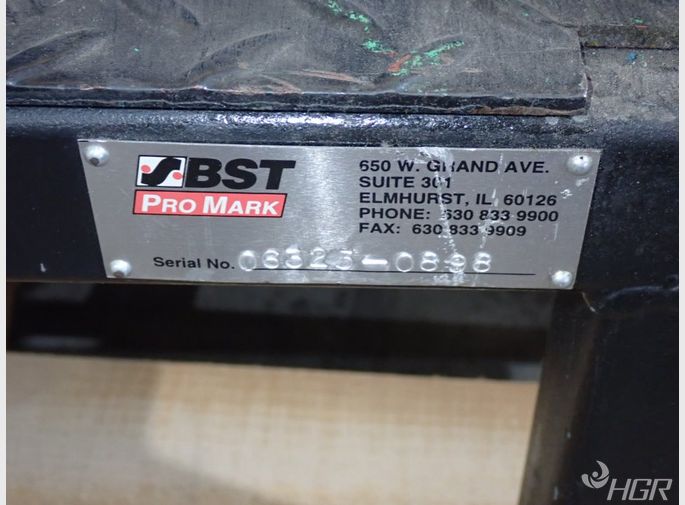 BST
PRO MARK
650 W. GRAND AVE.
SUITE 301
ELMHURST, IL 60126
PHONE: 630 833 9900
FAX: 630 833 9909
Serial No. 08323-0898
HGR